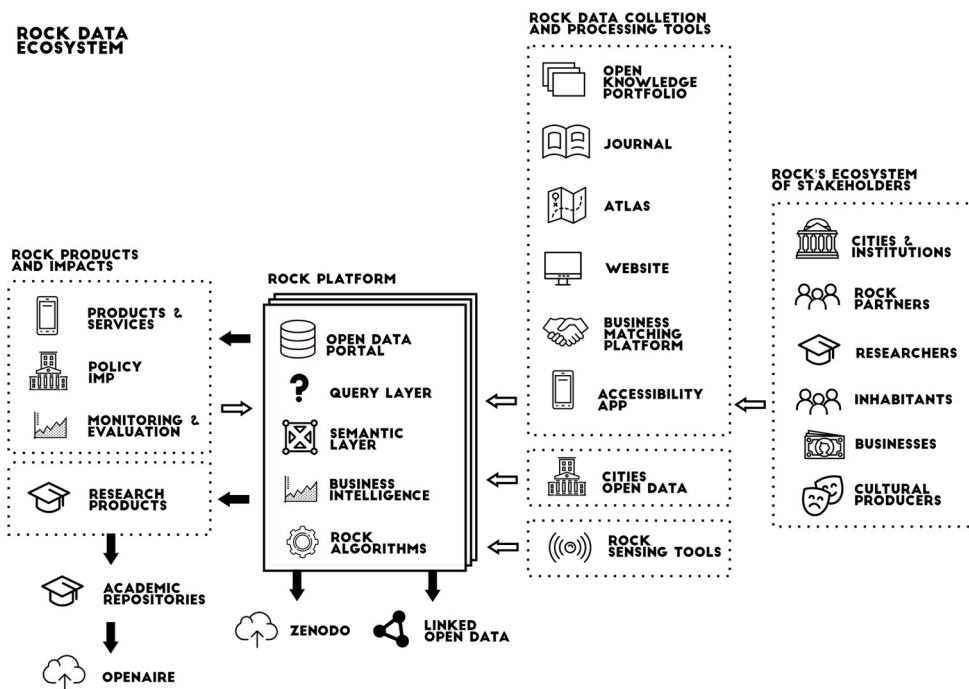 ROCK DATA
ECOSYSTEM
ROCK DATA COLLETION
AND PROCESSING TOOLS
OPEN
KNOWLEDGE
PORTFOLIO
JOURNAL
ATLAS
WEBSITE
BUSINESS
MATCHING
PLATFORM
ACCESSIBILITY
APP
CITIES
OPEN DATA
ROCK
SENSING TOOLS
ROCK'S ECOSYSTEM
OF STAKEHOLDERS
CITIES &
INSTITUTIONS
ROCK
PARTNERS
RESEARCHERS
INHABITANTS
BUSINESSES
CULTURAL
PRODUCERS
ROCK PRODUCTS
AND IMPACTS
PRODUCTS &
SERVICES
POLICY
IMP
MONITORING &
EVALUATION
RESEARCH
PRODUCTS
ACADEMIC
REPOSITORIES
OPENAIRE
ROCK PLATFORM
OPEN DATA
PORTAL
?
QUERY LAYER
SEMANTIC
LAYER
BUSINESS
INTELLIGENCE
ROCK
ALGORITHMS
ZENODO
LINKED
OPEN DATA